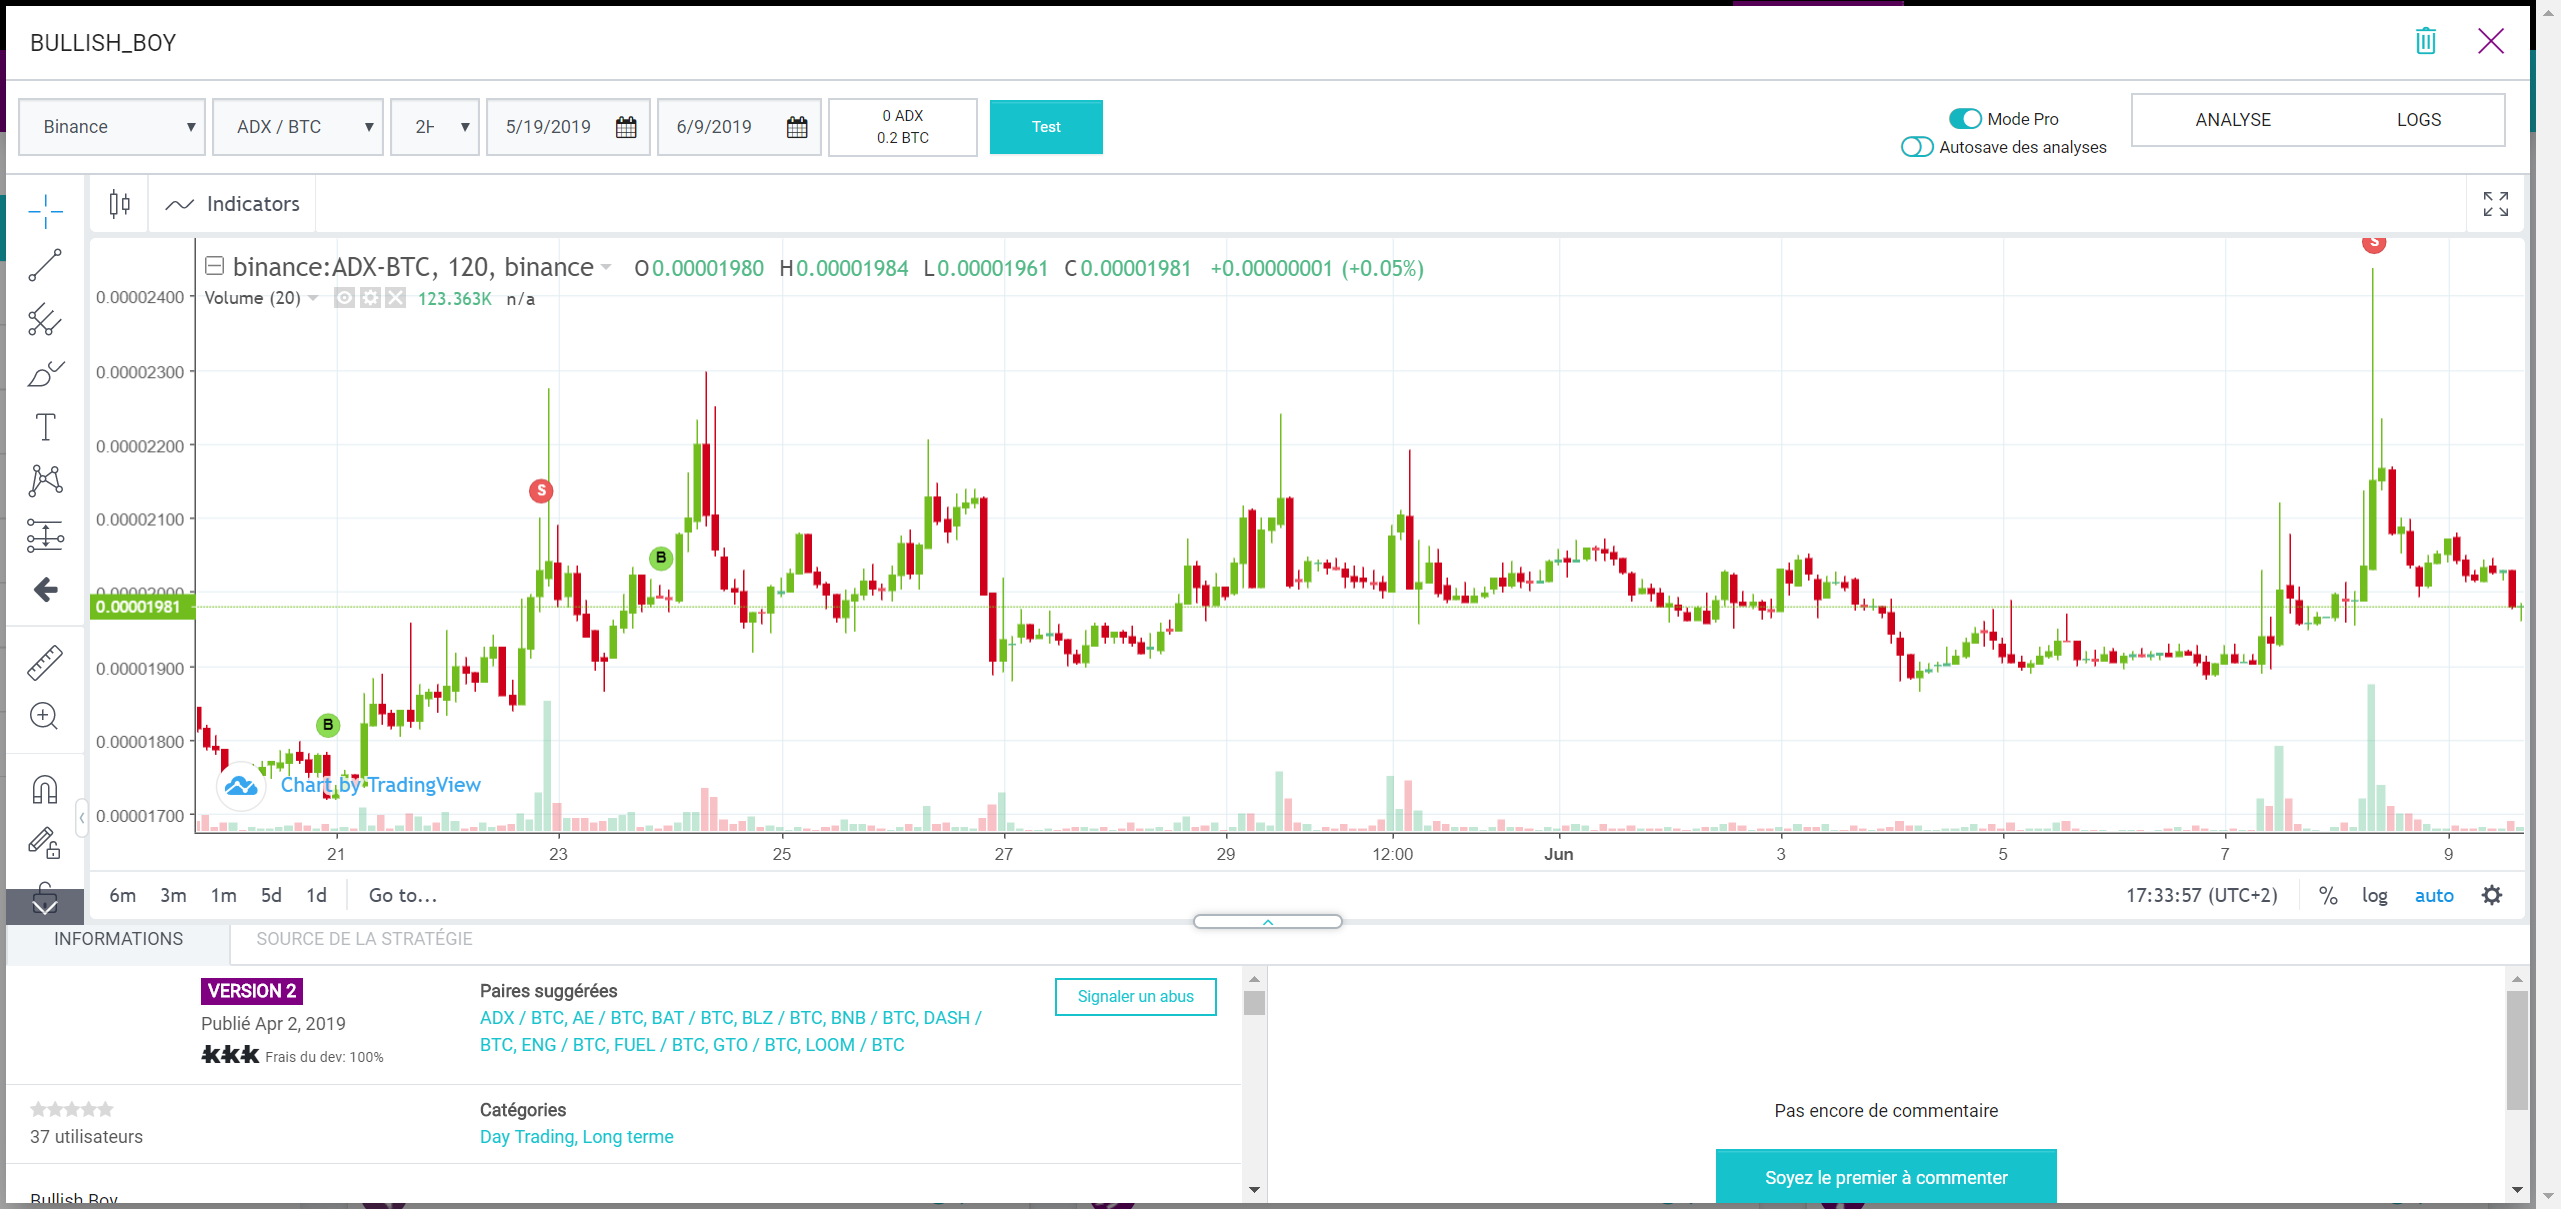 BULLISH_BOY
Binance ADX / BTC 2H 5/19/2019 6/9/2019 0 ADX
0.2 BTC
Test
Mode Pro
Autosave des analyses
ANALYSE LOGS
Indicators
binance:ADX-BTC, 120, binance O0.00001980 H0.00001984 L0.00001961 C0.00001981 +0.00000001 (+0.05%)
Volume (20) 123.363K n/a
S
0.00002400
0.00002300
0.00002200
S
0.00002100
B
0.00002000
0.00001981
0.00001900
B
0.00001800
Chart by TradingView
0.00001700
21 23 25 27 29 12:00 Jun 3 5 7 9
6m 3m 1m 5d 1d Go to... 17:33:57 (UTC+2) % log auto
INFORMATIONS SOURCE DE LA STRATÉGIE
VERSION 2
Publié Apr 2, 2019
Frais du dev: 100%
Paires suggérées
ADX / BTC, AE / BTC, BAT / BTC, BLZ / BTC, BNB / BTC, DASH /
BTC, ENG / BTC, FUEL / BTC, GTO / BTC, LOOM / BTC
Signaler un abus
37 utilisateurs
Catégories
Day Trading, Long terme
Pas encore de commentaire
Soyez le premier à commenter
Bullish Boy